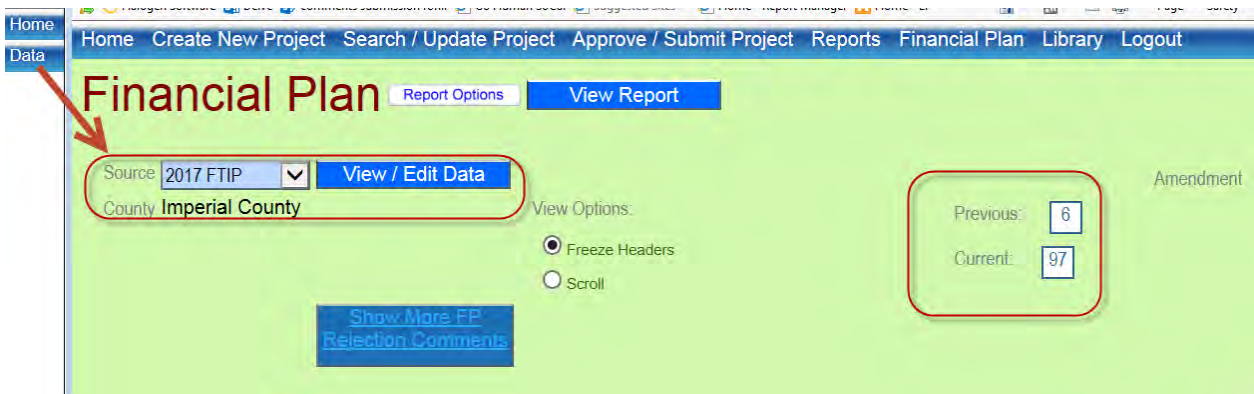 Home
Data
Home Create New Project Search / Update Project Approve / Submit Project Reports Financial Plan Library Logout
Financial Plan Report Options View Report
Source 2017 FTIP View / Edit Data
County Imperial County
View Options:
Freeze Headers
Scroll
Amendment
Previous: 6
Current: 97
Show More FP
Rejection Comments